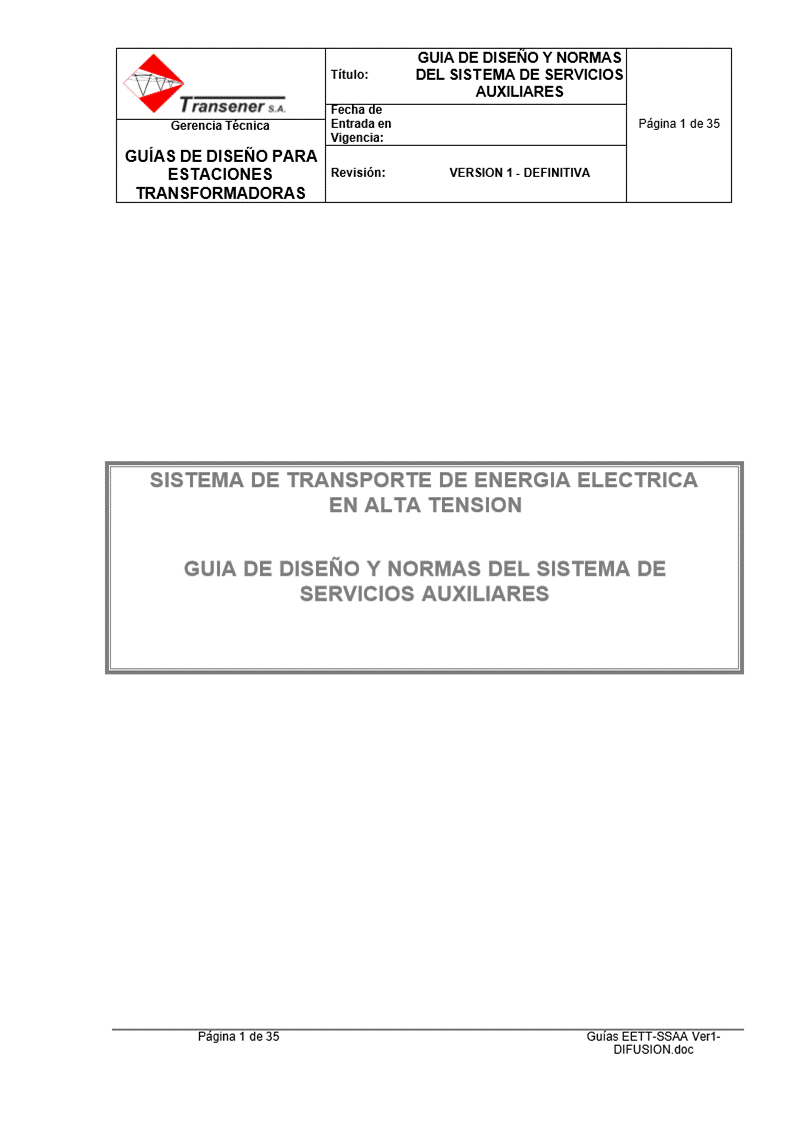 Transener S.A.
Gerencia Técnica
GUÍAS DE DISEÑO PARA
ESTACIONES
TRANSFORMADORAS
Título:
GUIA DE DISEÑO Y NORMAS
DEL SISTEMA DE SERVICIOS
AUXILIARES
Fecha de
Entrada en
Vigencia:
Revisión:
VERSION 1 - DEFINITIVA
Página 1 de 35
SISTEMA DE TRANSPORTE DE ENERGIA ELECTRICA
EN ALTA TENSION
GUIA DE DISEÑO Y NORMAS DEL SISTEMA DE
SERVICIOS AUXILIARES
Página 1 de 35
Guías EETT-SSAA Ver1-
DIFUSION.doc